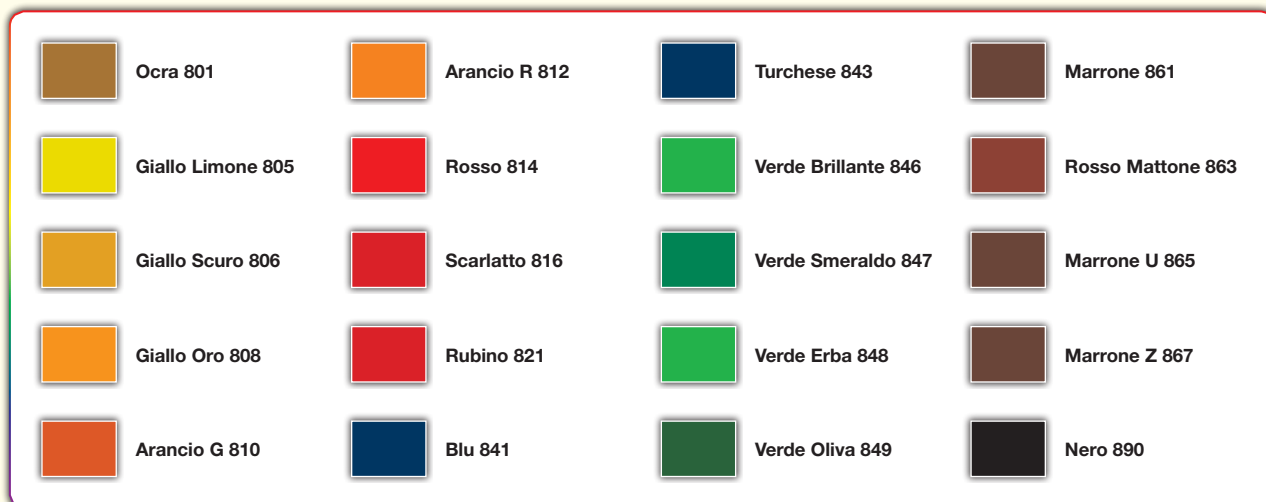 Ocra 801
Giallo Limone 805
Giallo Scuro 806
Giallo Oro 808
Arancio G 810
Arancio R 812
Rosso 814
Scarlatto 816
Rubino 821
Blu 841
Turchese 843
Verde Brillante 846
Verde Smeraldo 847
Verde Erba 848
Verde Oliva 849
Marrone 861
Rosso Mattone 863
Marrone U 865
Marrone Z 867
Nero 890